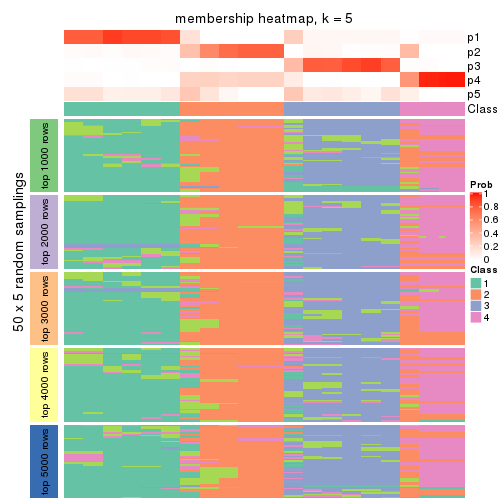 membership heatmap, k = 5
p1
p2
p3
p4
p5
Class
50 x 5 random samplings
top 1000 rows
top 2000 rows
top 3000 rows
top 4000 rows
top 5000 rows
Prob
1
0.8
0.6
0.4
0.2
0
Class
1
2
3
4